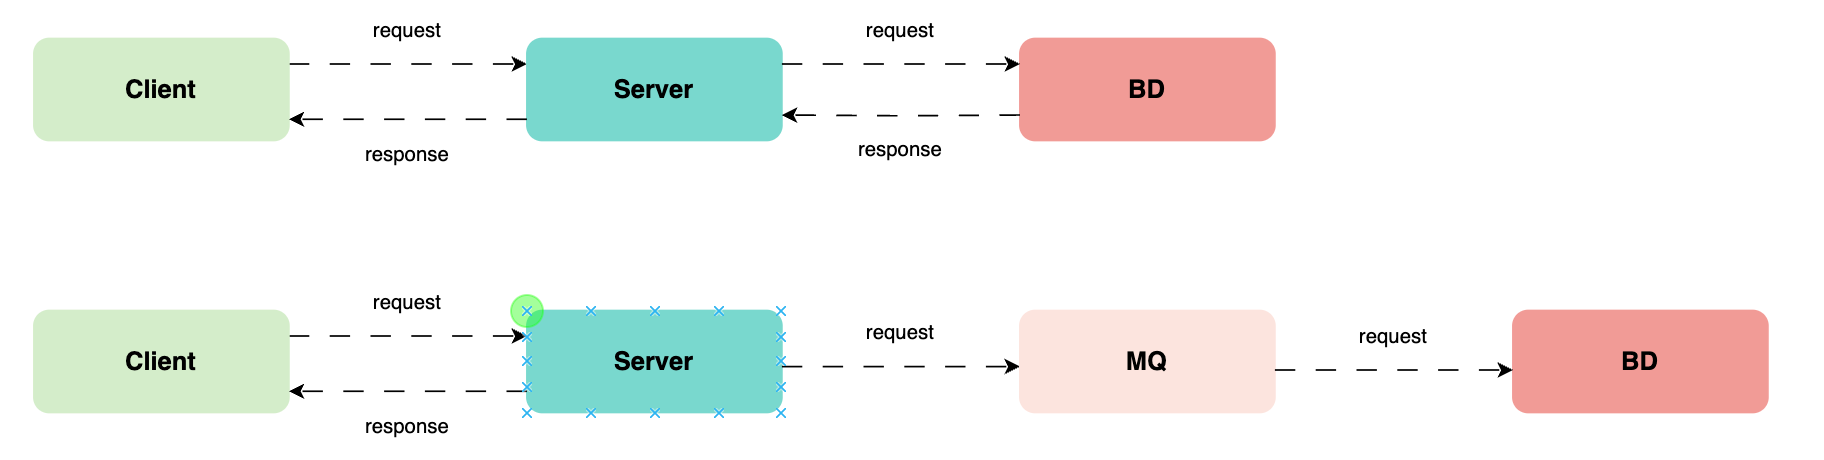 request
request
Client
Server
BD
response
response
request
request
request
Client
Server
MQ
BD
response